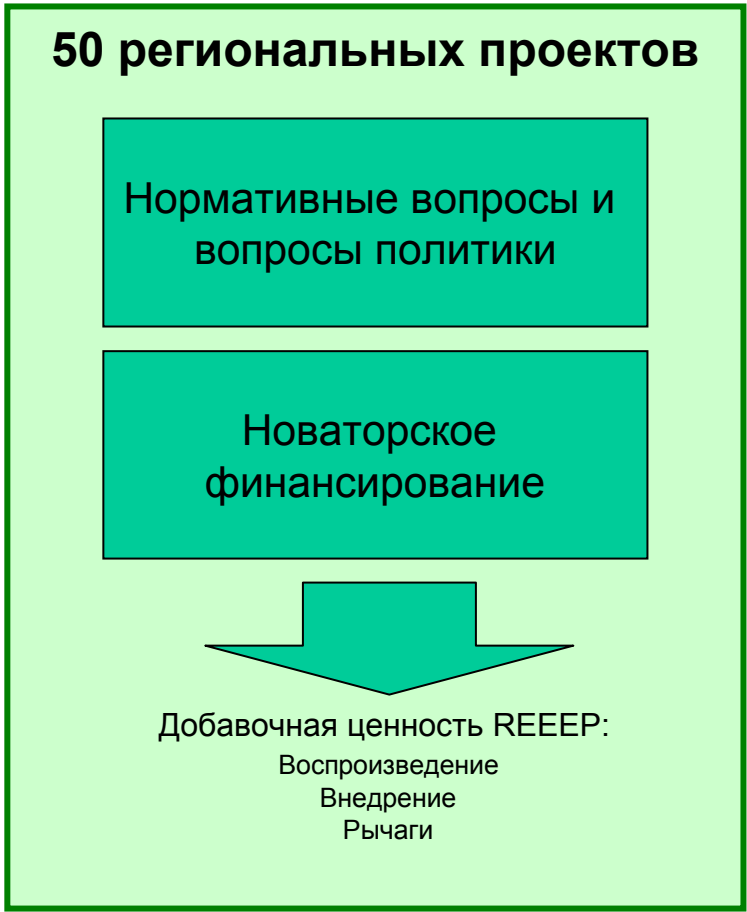 50 региональных проектов
Нормативные вопросы и
вопросы политики
Новаторское
финансирование
Добавочная ценность REEEP:
Воспроизведение
Внедрение
Рычаги